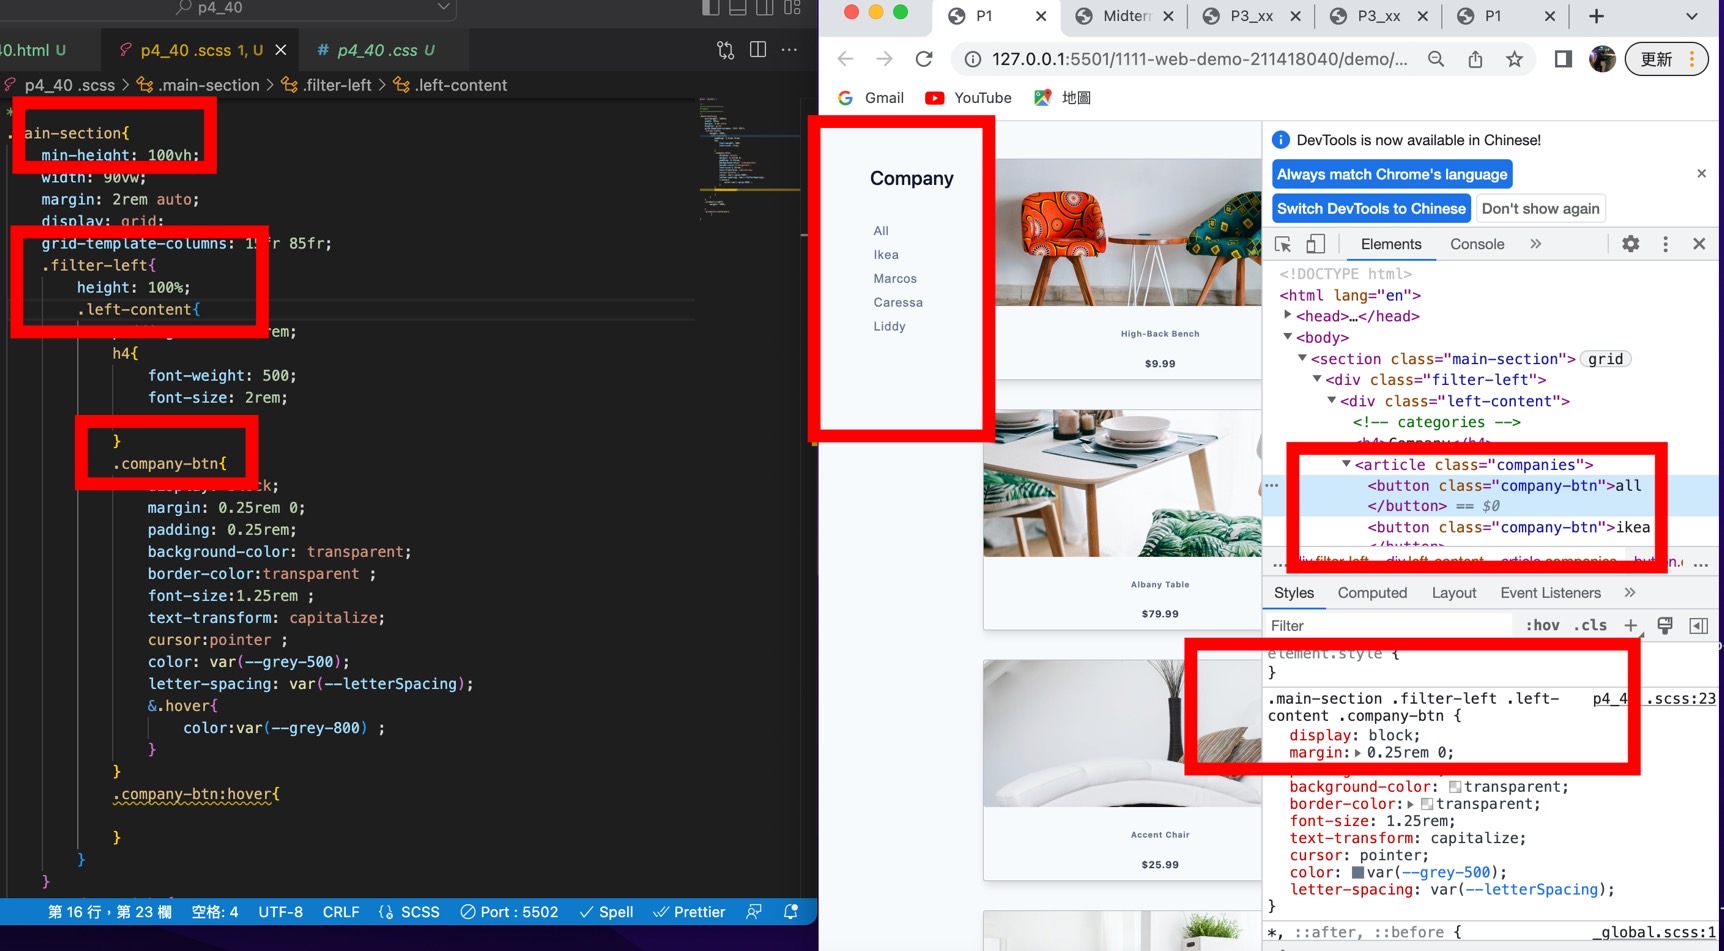 p4_40
40.html U
p4_40 .scss 1, U
# p4_40 .css U
p4_40 .scss > .main-section > .filter-left > .left-content
ain-section{
min-height: 100vh;
width: 90vw;
margin: 2rem auto;
display: grid;
grid-template-columns: 15fr 85fr;
.filter-left{
height: 100%;
.left-content{
rem;
h4{
font-weight: 500;
font-size: 2rem;
}
.company-btn{
display: block;
margin: 0.25rem 0;
padding: 0.25rem;
background-color: transparent;
border-color:transparent ;
font-size:1.25rem ;
text-transform: capitalize;
cursor:pointer ;
color: var(--grey-500);
letter-spacing: var(--letterSpacing);
&.hover{
color:var(--grey-800) ;
}
}
.company-btn:hover{
}
}
}
第 16 行，第 23 欄
空格: 4
UTF-8
CRLF
{} SCSS
Port : 5502
Spell
Prettier
P1
Midterm
P3_xx
P3_xx
P1
127.0.0.1:5501/1111-web-demo-211418040/demo/...
更新
Gmail
YouTube
地圖
Company
All
Ikea
Marcos
Caressa
Liddy
High-Back Bench
$9.99
Albany Table
$79.99
Accent Chair
$25.99
DevTools is now available in Chinese!
Always match Chrome's language
Switch DevTools to Chinese
Don't show again
Elements
Console
<!DOCTYPE html>
<html lang="en">
<head>…</head>
<body>
<section class="main-section"> grid
<div class="filter-left">
<div class="left-content">
<!-- categories -->
<h4>Company</h4>
<article class="companies">
<button class="company-btn">all
</button> == $0
<button class="company-btn">ikea
</button>
... div.filter-left div.left-content article.companies button. ...
Styles
Computed
Layout
Event Listeners
Filter
:hov
.cls
element.style {
}
.main-section .filter-left .left-
content .company-btn {
p4_4 .scss:23
display: block;
margin: 0.25rem 0;
background-color: transparent;
border-color: transparent;
font-size: 1.25rem;
text-transform: capitalize;
cursor: pointer;
color: var(--grey-500);
letter-spacing: var(--letterSpacing);
}
*, ::after, ::before {
_global.scss:1